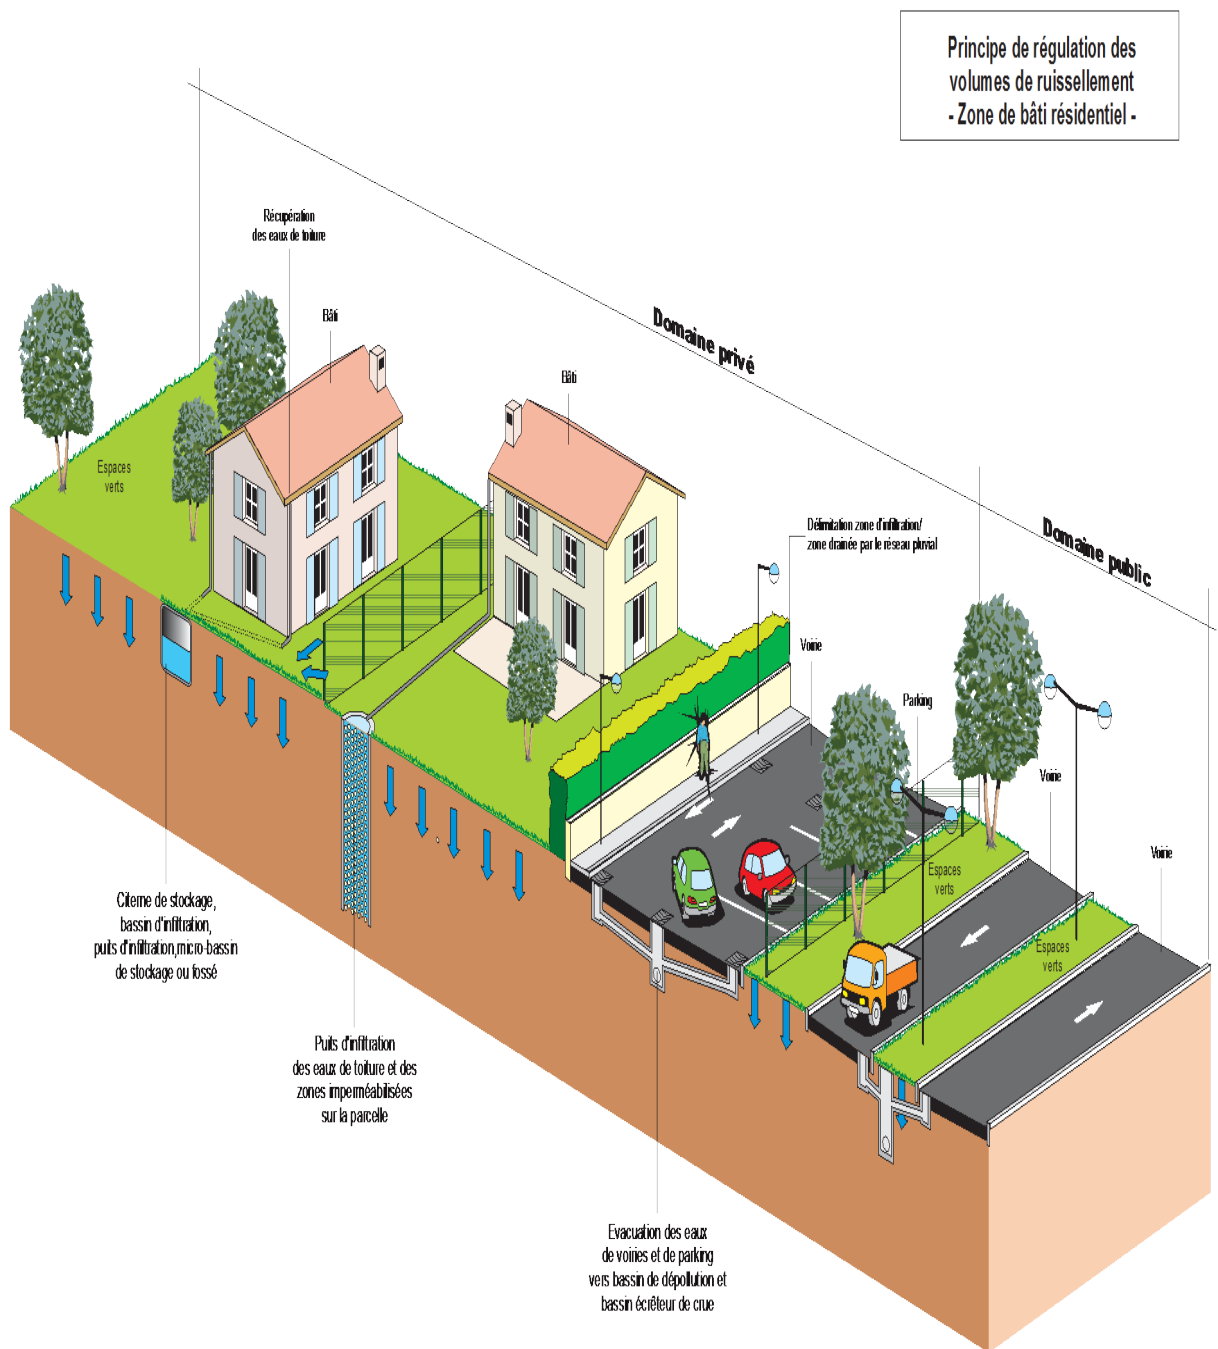 Principe de régulation des
volumes de ruissellement
- Zone de bâti résidentiel -
Récupération
des eaux de toiture
Bâti
Domaine privé
Bâti
Espaces
verts
Délimitation zone d'infiltration/
zone drainée par le réseau pluvial
Domaine public
Voirie
Parking
Voirie
Voirie
Espaces
verts
Espaces
verts
Citerne de stockage,
bassin d'infiltration,
puits d'infiltration,micro-bassin
de stockage ou fossé
Puits d'infiltration
des eaux de toiture et des
zones imperméabilisées
sur la parcelle
Evacuation des eaux
de voiries et de parking
vers bassin de dépollution et
bassin écrêteur de crue